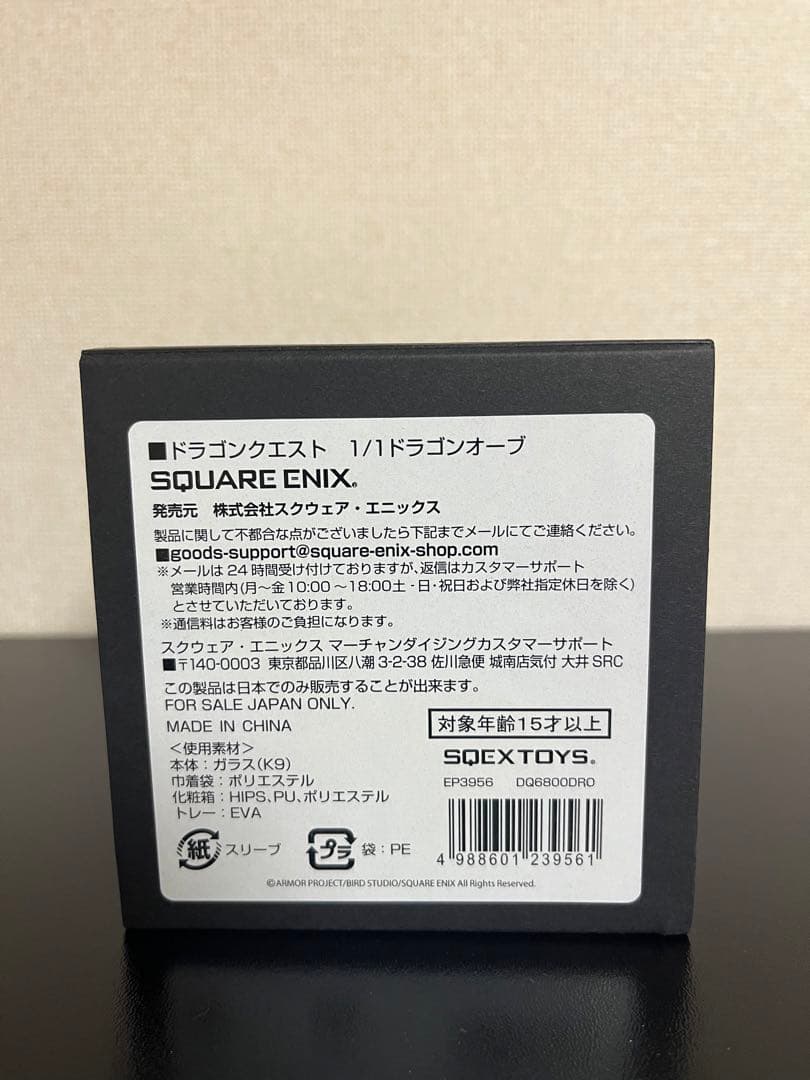 ■ドラゴンクエスト 1/1ドラゴンオーブ
SQUARE ENIX®
発売元 株式会社スクウェア・エニックス
製品に関して不都合な点がございましたら下記までメールにてご連絡ください。
■goods-support@square-enix-shop.com
※メールは24時間受け付けておりますが、返信はカスタマーサポート
営業時間内(月〜金10:00〜18:00土・日・祝日および弊社指定休日を除く)
とさせていただいております。
※通信料はお客様のご負担になります。
スクウェア・エニックス マーチャンダイジングカスタマーサポート
■〒140-0003 東京都品川区八潮3-2-38 佐川急便 城南店気付 大井SRC
この製品は日本でのみ販売することが出来ます。
FOR SALE JAPAN ONLY.
MADE IN CHINA
対象年齢15才以上
<使用素材>
本体:ガラス(K9)
巾着袋:ポリエステル
化粧箱:HIPS、PU、ポリエステル
トレー:EVA
SQEXTOYS®
EP3956 DQ6800DRO
紙 スリーブ
プラ 袋:PE
4 988601 239561
©ARMOR PROJECT/BIRD STUDIO/SQUARE ENIX All Rights Reserved.